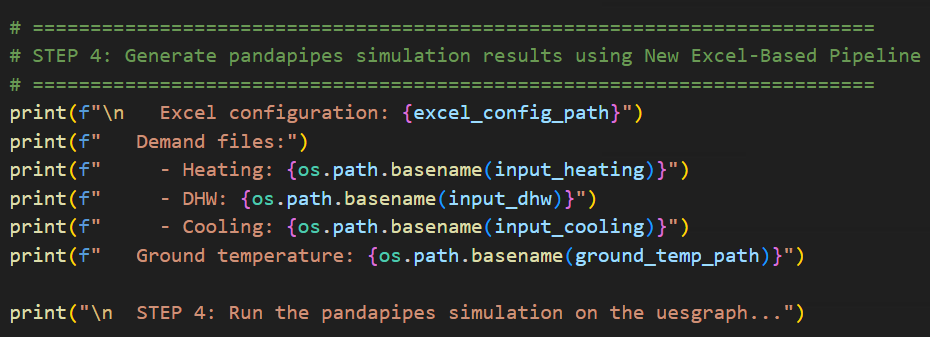 # ========================================================================
# STEP 4: Generate pandapipes simulation results using New Excel-Based Pipeline
# ========================================================================
print(f"\n   Excel configuration: {excel_config_path}")
print(f"   Demand files:")
print(f"     - Heating: {os.path.basename(input_heating)}")
print(f"     - DHW: {os.path.basename(input_dhw)}")
print(f"     - Cooling: {os.path.basename(input_cooling)}")
print(f"   Ground temperature: {os.path.basename(ground_temp_path)}")

print("\n  STEP 4: Run the pandapipes simulation on the uesgraph...")